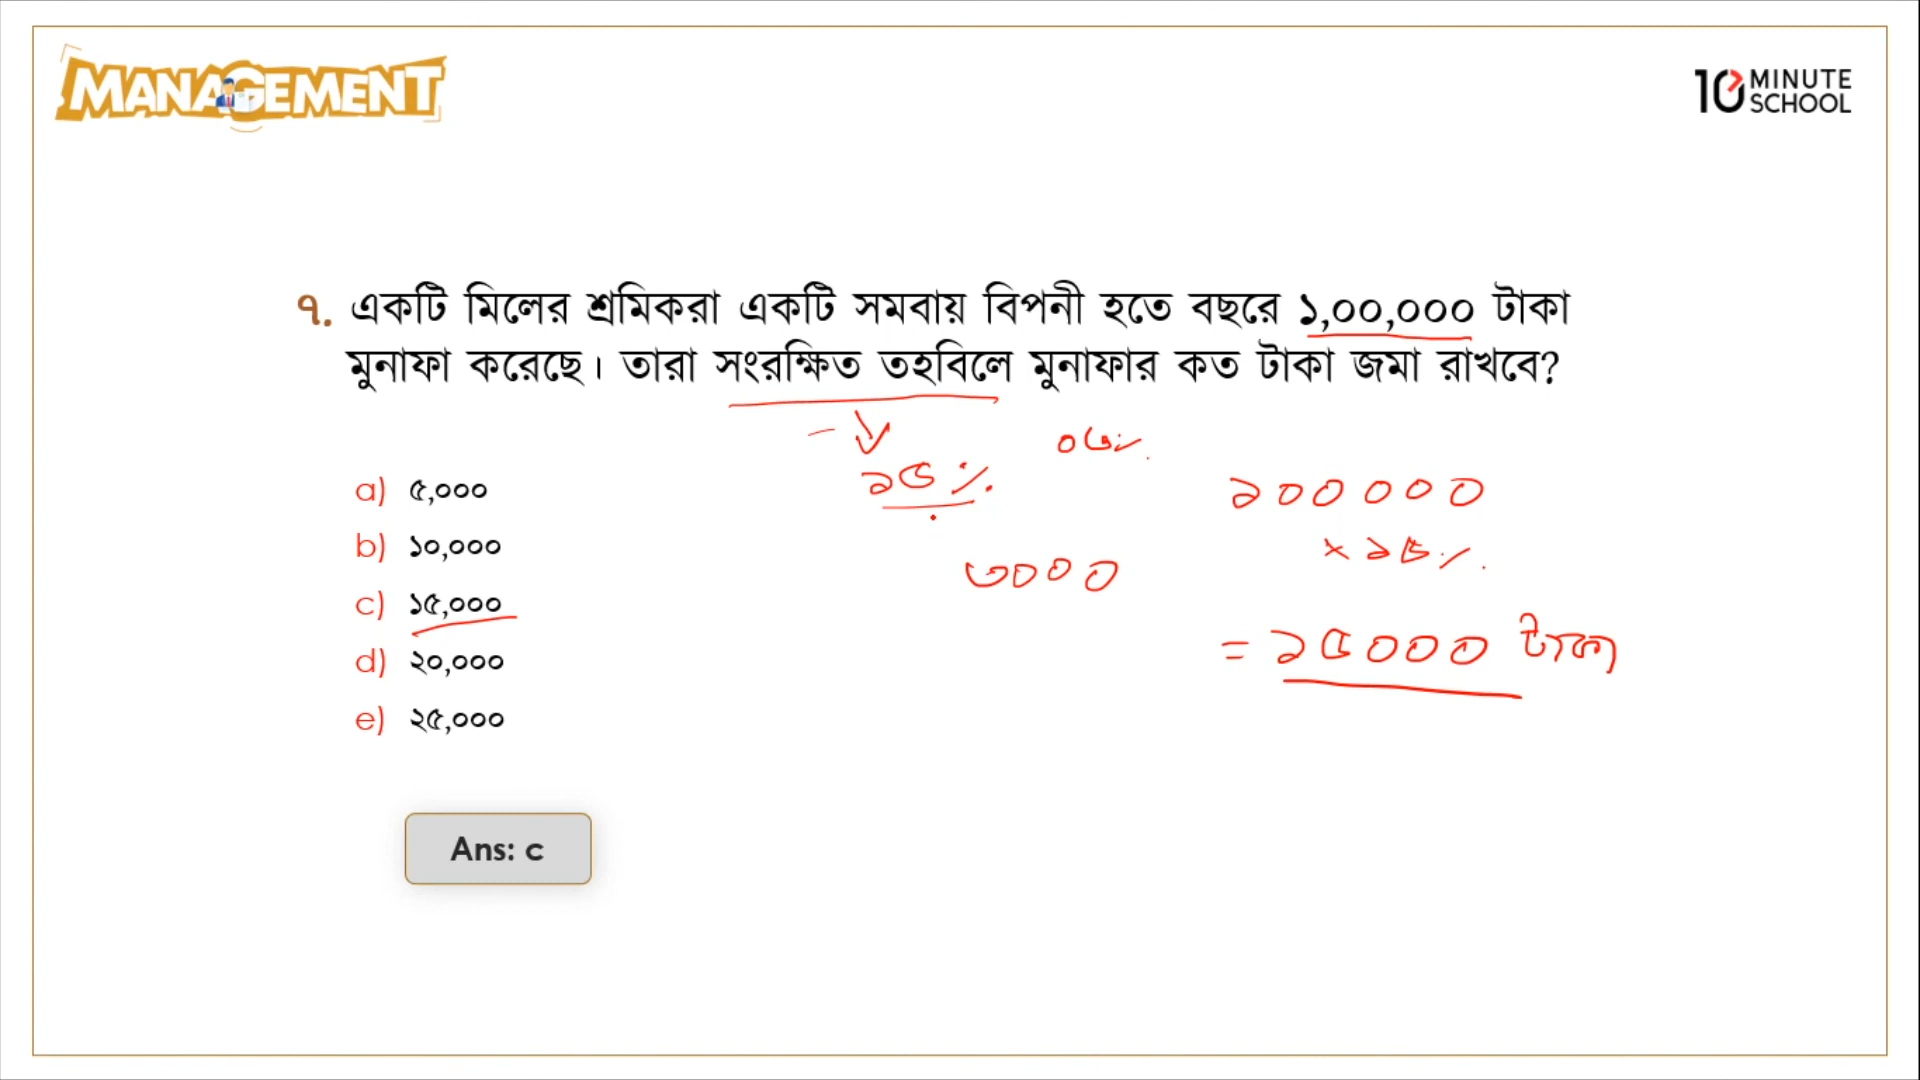 MANAGEMENT
10 MINUTE SCHOOL
৭. একটি মিলের শ্রমিকরা একটি সমবায় বিপনী হতে বছরে ১,০০,০০০ টাকা
মুনাফা করেছে। তারা সংরক্ষিত তহবিলে মুনাফার কত টাকা জমা রাখবে?
১৫%
০৩%
a) ৫,০০০
b) ১০,০০০
c) ১৫,০০০
d) ২০,০০০
e) ২৫,০০০
৩০০০
১০০০০০
× ১৫%
= ১৫০০০ টাকা
Ans: c